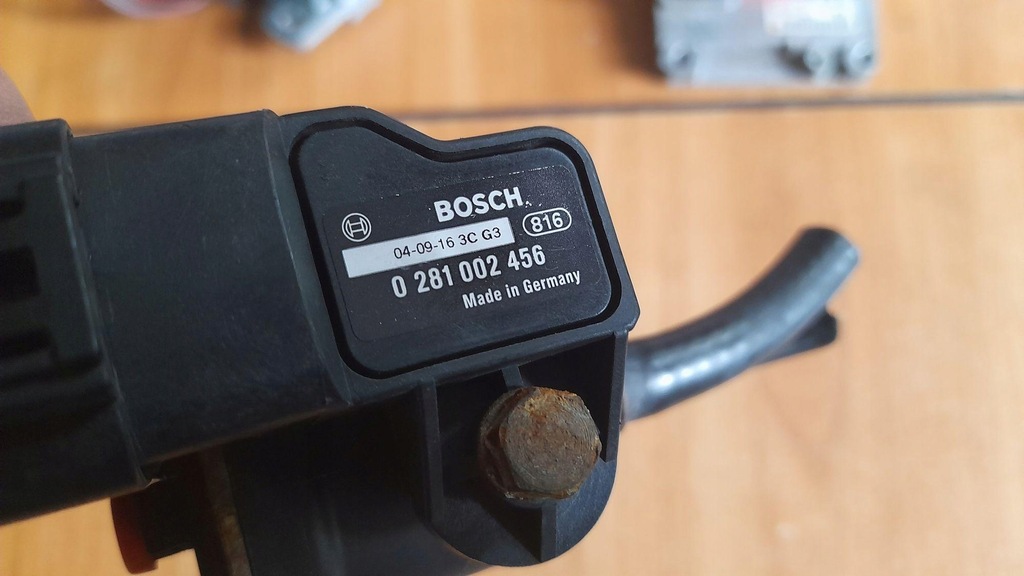 BOSCH
04-09-16 3C G3 816
0 281 002 456
Made in Germany